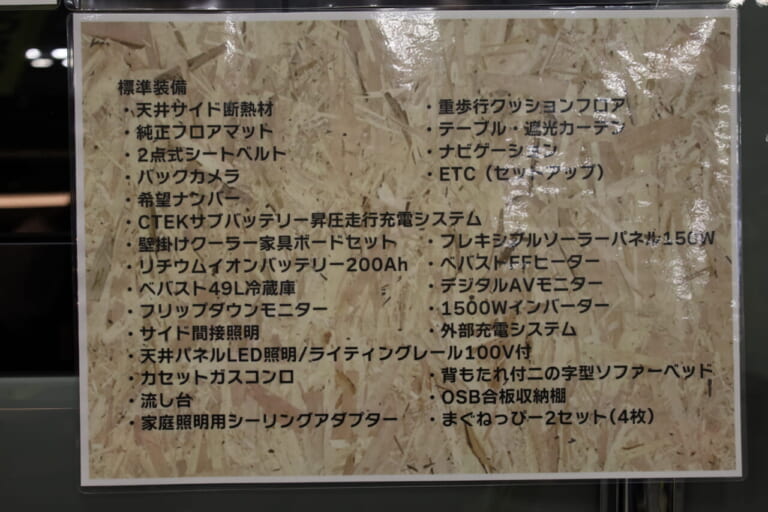 標準装備
・天井サイド断熱材 ・重歩行クッションフロア
・純正フロアマット ・テーブル・遮光カーテン
・2点式シートベルト ・ナビゲーション
・バックカメラ ・ETC（セットアップ）
・希望ナンバー
・CTEKサブバッテリー昇圧走行充電システム
・壁掛けクーラー家具ボードセット ・フレキシブルソーラーパネル150W
・リチウムイオンバッテリー200Ah ・べバストFFヒーター
・べバスト49L冷蔵庫 ・デジタルAVモニター
・フリップダウンモニター ・1500Wインバーター
・サイド間接照明 ・外部充電システム
・天井パネルLED照明/ライティングレール100V付
・カセットガスコンロ ・背もたれ付二の字型ソファーベッド
・流し台 ・OSB合板収納棚
・家庭照明用シーリングアダプター ・まぐねっぴー2セット(4枚)